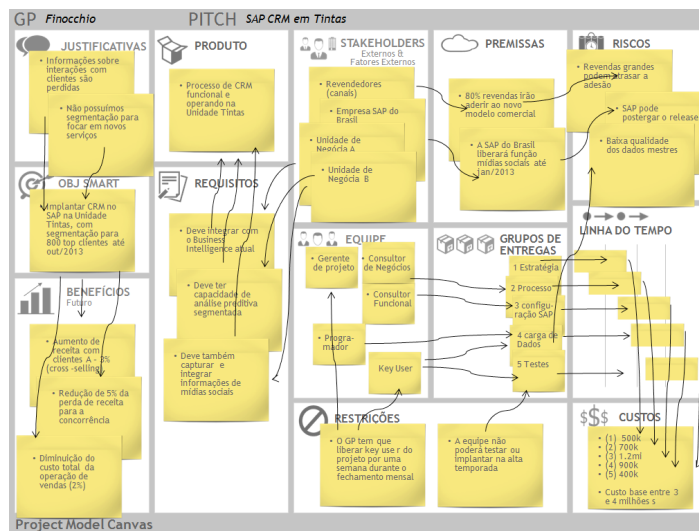 GP Finocchio
PITCH SAP CRM em Tintas
JUSTIFICATIVAS
• Informações sobre
interações com
clientes são
perdidas
• Não possuímos
segmentação para
focar em novos
serviços
OBJ SMART
• Implantar CRM no
SAP na Unidade
Tintas, com
segmentação para
800 top clientes até
out/2013
BENEFÍCIOS
Futuro
• Aumento de
receita com
clientes A - 3%
(cross -selling)
• Redução de 5% da
perda de receita
para a
concorrência
• Diminuição do
custo total da
operação de
vendas (2%)
PRODUTO
• Processo de CRM
funcional e
operando na
Unidade Tintas
REQUISITOS
• Deve integrar com
o Business
Intelligence atual
• Deve ter
capacidade de
análise preditiva
segmentada
• Deve também
capturar e
integrar
informações de
mídias sociais
STAKEHOLDERS
Externos &
Fatores Externos
• Revendedores
(canais)
• Empresa SAP do
Brasil
• Unidade de
Negócia A
• Unidade de
Negócia B
EQUIPE
• Gerente
de projeto
• Consultor
de Negócios
• Consultor
Funcional
• Progra-
mador
Key User
RESTRIÇÕES
• O GP tem que
liberar key use r do
projeto por uma
semana durante o
fechamento mensal
• A equipe não
poderá testar ou
implantar na alta
temporada
PREMISSAS
• 80% revendas irão
aderir ao novo
modelo comercial
• A SAP do Brasil
liberará função
mídias sociais até
jan/2013
GRUPOS DE
ENTREGAS
1 Estratégia
2 Processo
3 configu-
ração SAP
4 carga de
Dados
5 Testes
RISCOS
• Revendas grandes
podem atrasar a
adesão
• SAP pode
postergar o release
• Baixa qualidade
dos dados mestres
LINHA DO TEMPO
$$$ CUSTOS
• (1) 500k
• (2) 700k
• (3) 1.2mi
• (4) 900k
• (5) 400k
• Custo base entre 3
e 4 milhões s
Project Model Canvas